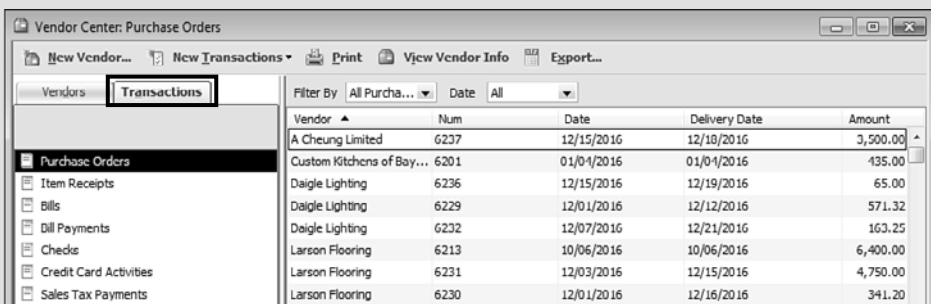 Vendor Center: Purchase Orders
New Vendor... New Transactions Print View Vendor Info Export...
Vendors Transactions
Filter By All Purcha... Date All
Vendor Num Date Delivery Date Amount
A Cheung Limited 6237 12/15/2016 12/18/2016 3,500.00
Purchase Orders
Custom Kitchens of Bay... 6201 01/04/2016 01/04/2016 435.00
Item Receipts
Daigle Lighting 6236 12/15/2016 12/19/2016 65.00
Bills
Daigle Lighting 6229 12/01/2016 12/12/2016 571.32
Bill Payments
Daigle Lighting 6232 12/07/2016 12/21/2016 163.25
Checks
Larson Flooring 6213 10/06/2016 10/06/2016 6,400.00
Credit Card Activities
Larson Flooring 6231 12/03/2016 12/15/2016 4,750.00
Sales Tax Payments
Larson Flooring 6230 12/01/2016 12/16/2016 341.20